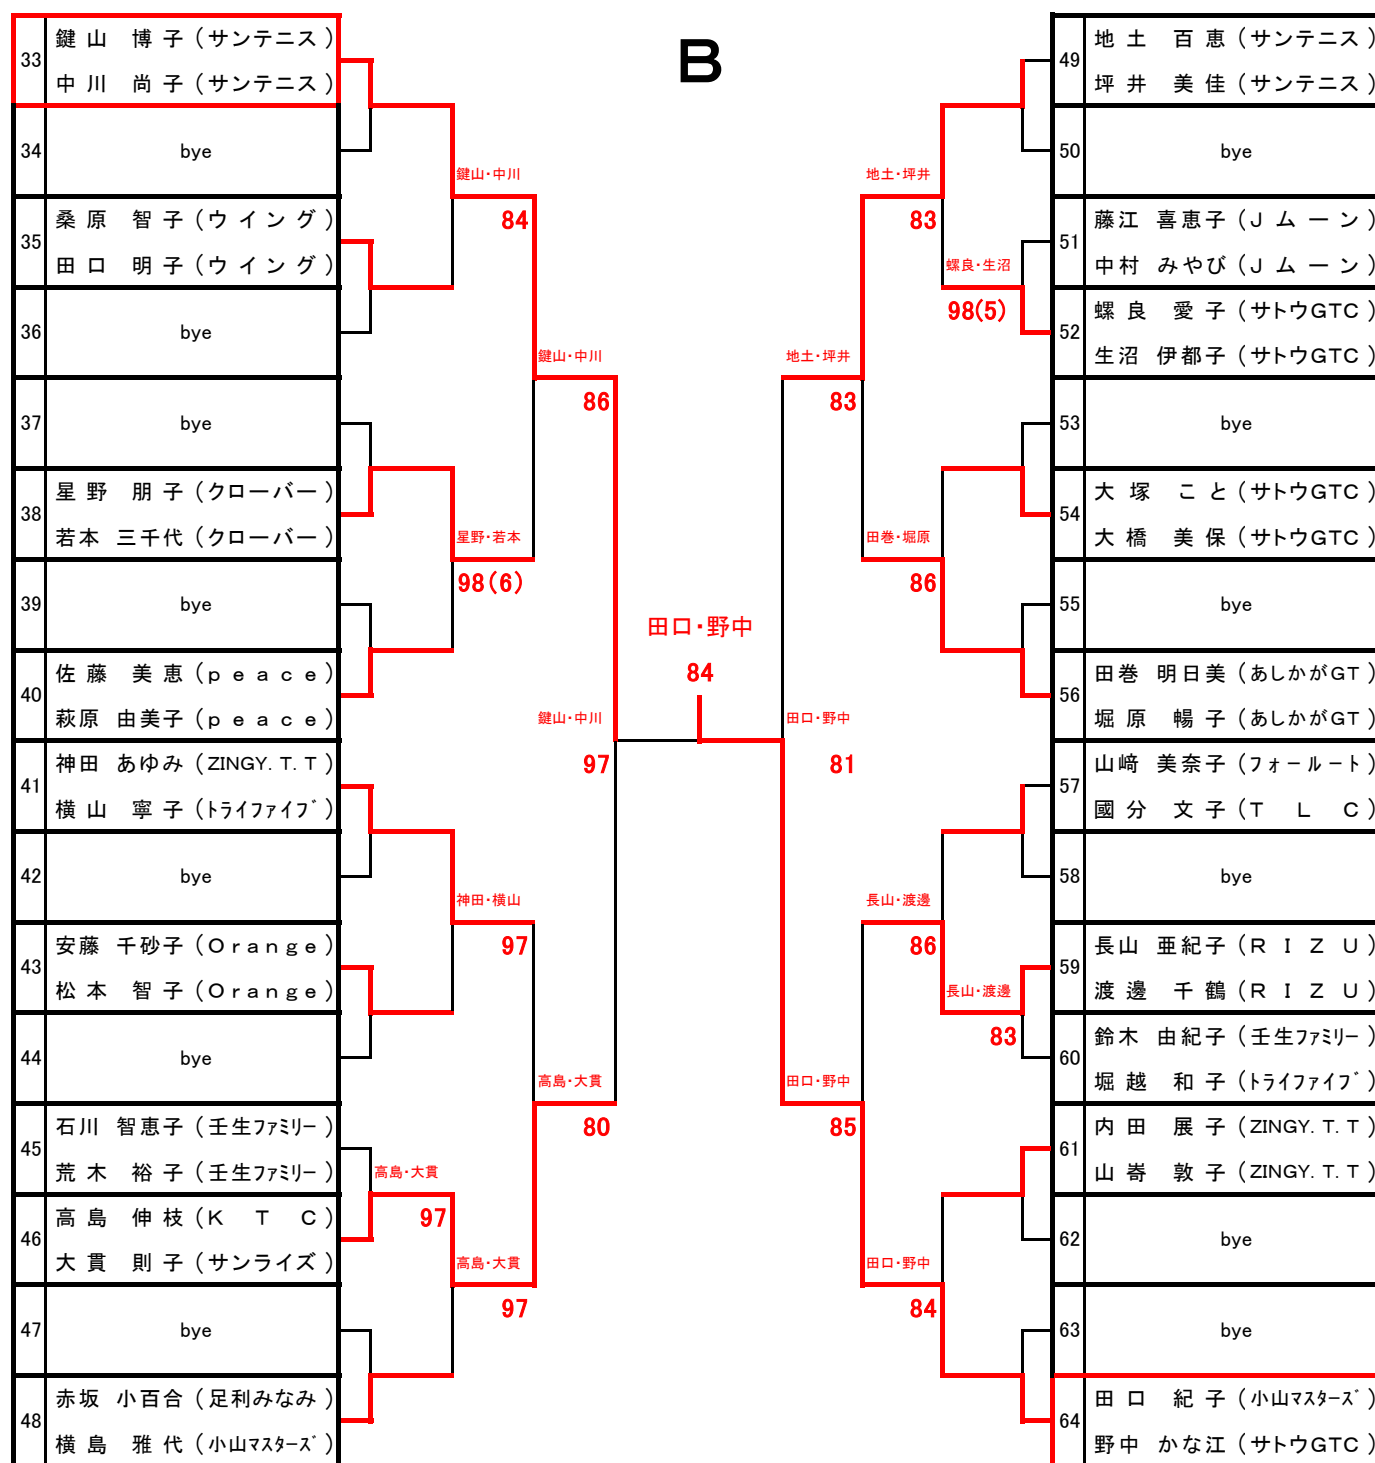 B
33
鍵山 博子 (サンテニス)
中川 尚子 (サンテニス)
34 bye
35
桑原 智子 (ウイング)
田口 明子 (ウイング)
36 bye
37 bye
38
星野 朋子 (クローバー)
若本 三千代 (クローバー)
39 bye
40
佐藤 美恵 (peace)
萩原 由美子 (peace)
41
神田 あゆみ (ZINGY.T.T)
横山 寧子 (トライファイブ)
42 bye
43
安藤 千砂子 (Orange)
松本 智子 (Orange)
44 bye
45
石川 智恵子 (壬生ファミリー)
荒木 裕子 (壬生ファミリー)
46
高島 伸枝 (KTC)
大貫 則子 (サンライズ)
47 bye
48
赤坂 小百合 (足利みなみ)
横島 雅代 (小山マスターズ)
高島・大貫
97
鍵山・中川
84
星野・若本
98(6)
神田・横山
97
高島・大貫
97
鍵山・中川
86
高島・大貫
80
鍵山・中川
97
田口・野中
84
田口・野中
81
地土・坪井
83
田口・野中
85
地土・坪井
83
田巻・堀原
86
長山・渡邊
86
田口・野中
84
螺良・生沼
98(5)
長山・渡邊
83
49
地土 百恵 (サンテニス)
坪井 美佳 (サンテニス)
50 bye
51
藤江 喜恵子 (Jムーン)
中村 みやび (Jムーン)
52
螺良 愛子 (サトウGTC)
生沼 伊都子 (サトウGTC)
53 bye
54
大塚 こと (サトウGTC)
大橋 美保 (サトウGTC)
55 bye
56
田巻 明日美 (あしかがGT)
堀原 暢子 (あしかがGT)
57
山﨑 美奈子 (フォールート)
國分 文子 (TLC)
58 bye
59
長山 亜紀子 (RIZU)
渡邊 千鶴 (RIZU)
60
鈴木 由紀子 (壬生ファミリー)
堀越 和子 (トライファイブ)
61
内田 展子 (ZINGY.T.T)
山嵜 敦子 (ZINGY.T.T)
62 bye
63 bye
64
田口 紀子 (小山マスターズ)
野中 かな江 (サトウGTC)